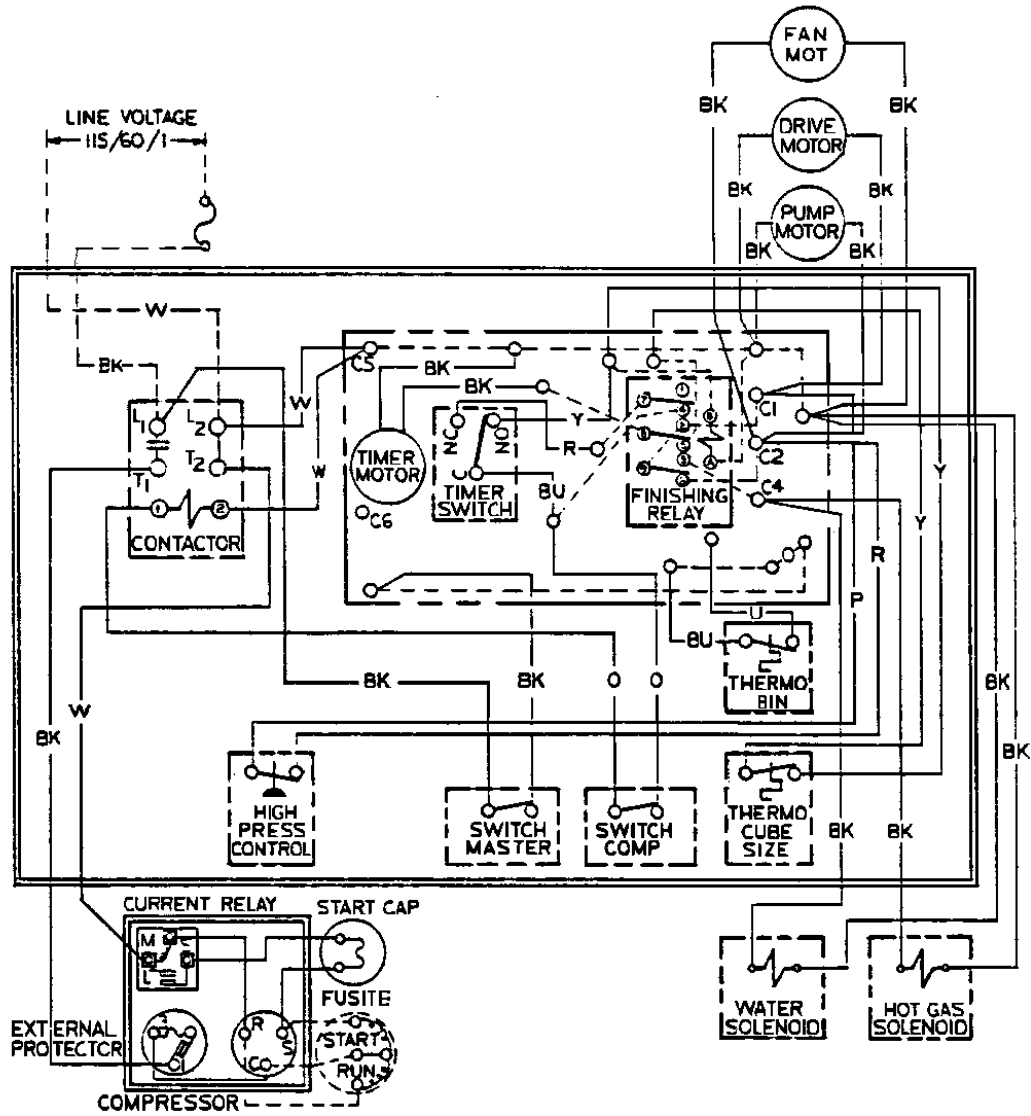 FAN
MOT
BK
BK
LINE VOLTAGE
115/60/1
DRIVE
MOTOR
BK
BK
PUMP
MOTOR
BK
BK
W
BK
C5
BK
BK
W
L1
L2
T1
T2
1
2
CONTACTOR
W
TIMER
MOTOR
C6
NC
NO
C
TIMER
SWITCH
Y
R
BU
FINISHING
RELAY
C1
C2
C4
Y
Y
R
P
U
BU
THERMO
BIN
O
BK
BK
O
O
W
BK
BK
BK
BK
BK
HIGH
PRESS
CONTROL
SWITCH
MASTER
SWITCH
COMP
THERMO
CUBE
SIZE
CURRENT RELAY
M
S
L
START CAP
FUSITE
EXTERNAL
PROTECTOR
R
S
C
START
RUN
COMPRESSOR
WATER
SOLENOID
HOT GAS
SOLENOID